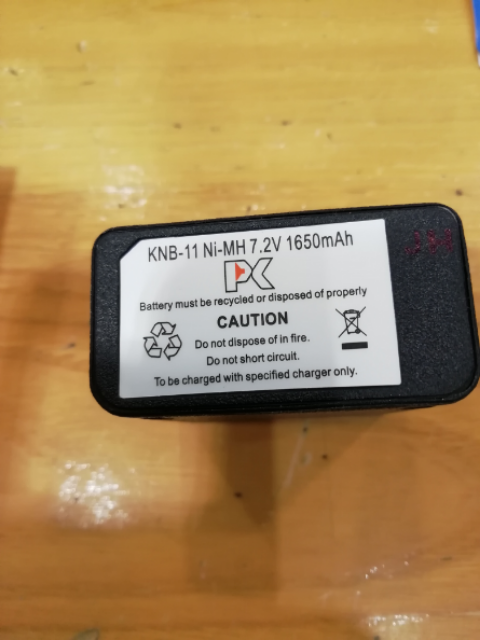 KNB-11 Ni-MH 7.2V 1650mAh
PX
Battery must be recycled or disposed of properly
CAUTION
Do not dispose of in fire.
Do not short circuit.
To be charged with specified charger only.